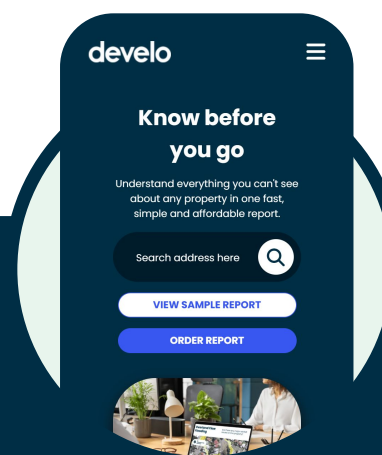 develo
Know before
you go
Understand everything you can't see
about any property in one fast,
simple and affordable report.
Search address here
VIEW SAMPLE REPORT
ORDER REPORT